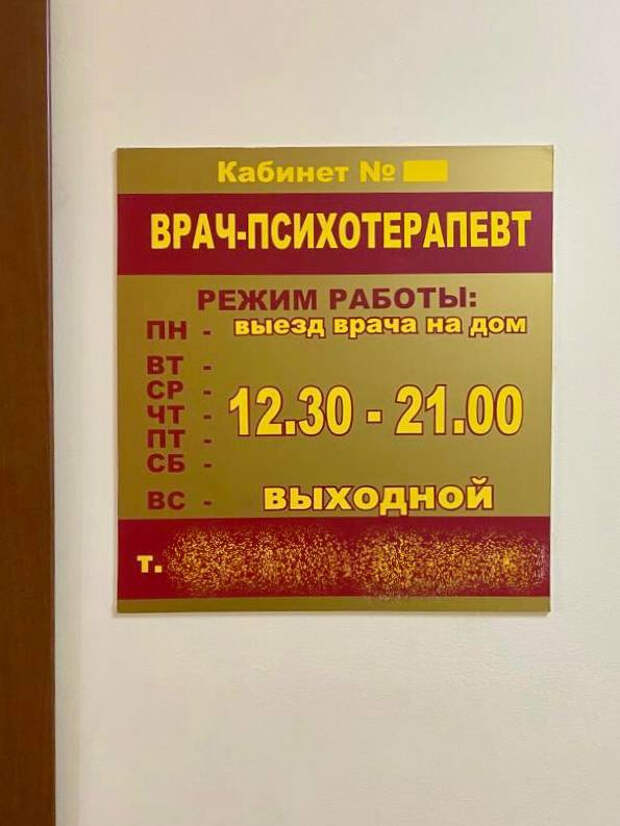 Кабинет №
ВРАЧ-ПСИХОТЕРАПЕВТ
РЕЖИМ РАБОТЫ:
ПН - выезд врача на дом
ВТ -
СР -
ЧТ - 12.30 - 21.00
ПТ -
СБ -
ВС - ВЫХОДНОЙ
т.